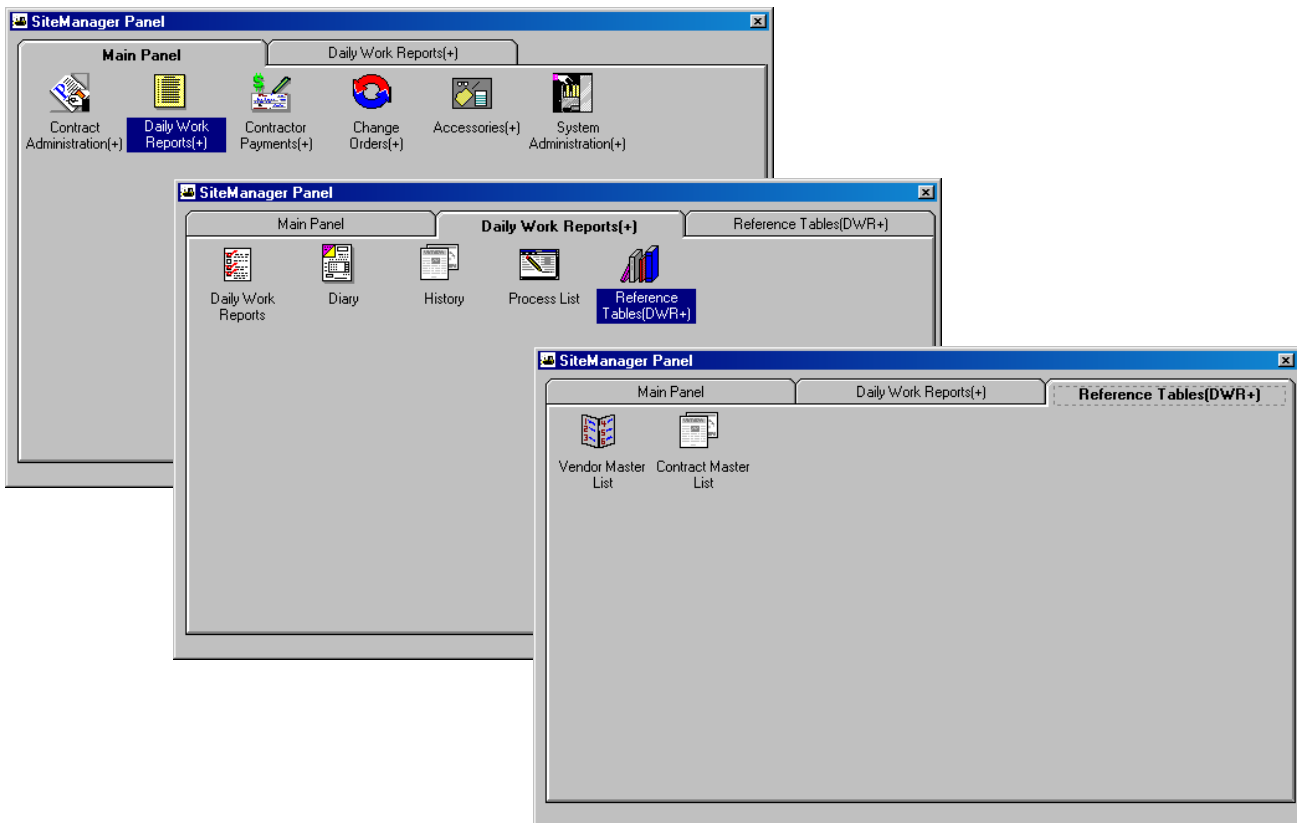 SiteManager Panel
Main Panel
Daily Work Reports(+)
Contract
Administration(+)
Daily Work
Reports(+)
Contractor
Payments(+)
Change
Orders(+)
Accessories(+)
System
Administration(+)
SiteManager Panel
Main Panel
Daily Work Reports(+)
Reference Tables(DWR+)
Daily Work
Reports
Diary
History
Process List
Reference
Tables(DWR+)
SiteManager Panel
Main Panel
Daily Work Reports(+)
Reference Tables(DWR+)
Vendor Master
List
Contract Master
List